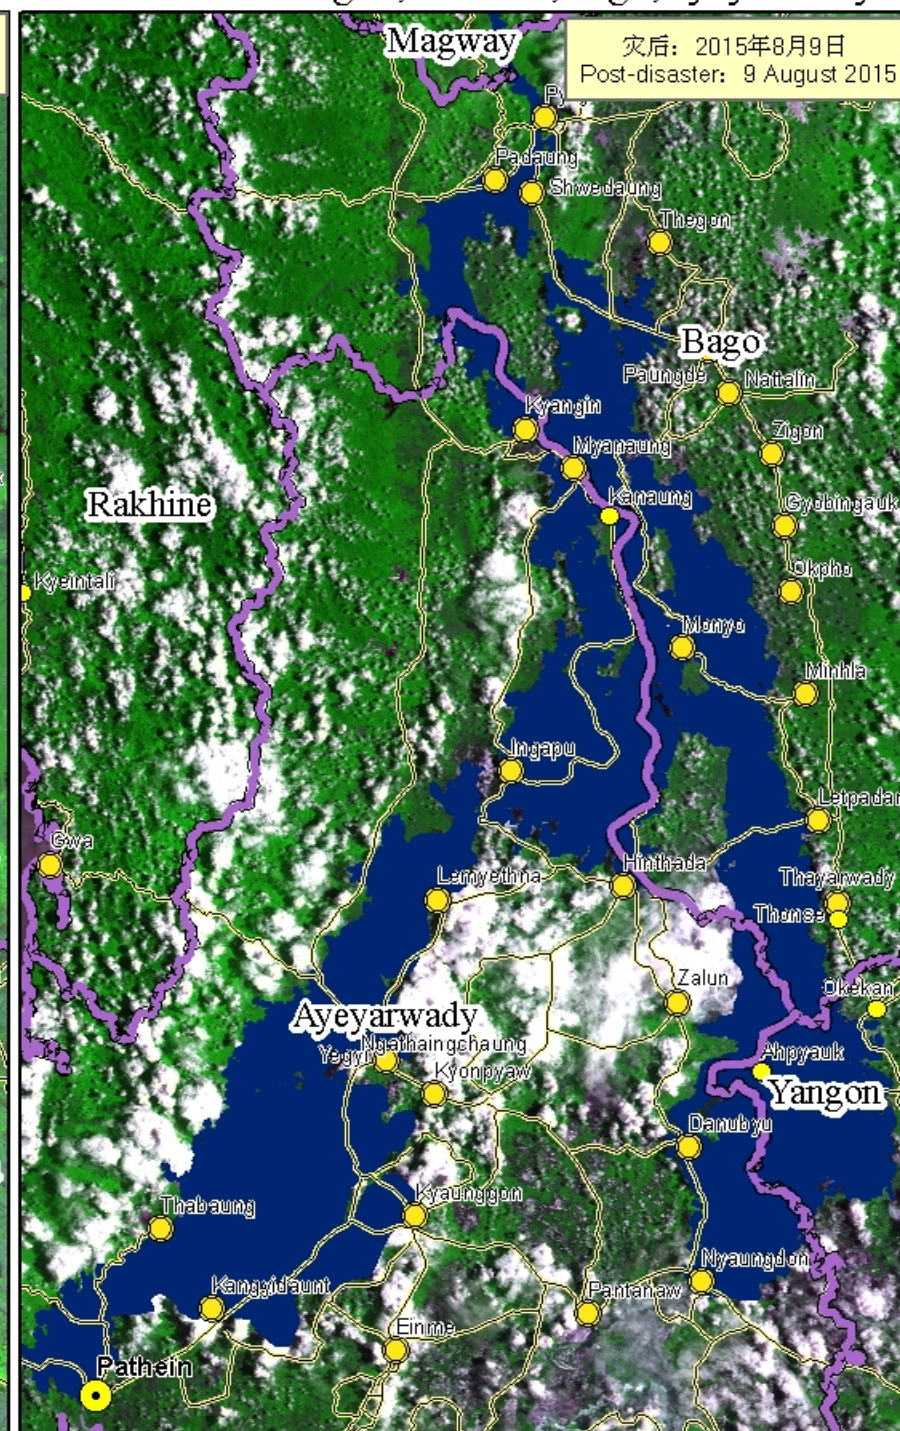 Magway
灾后：2015年8月9日
Post-disaster: 9 August 2015
Padaung
Shwedaung
Thegon
Bago
Paungde
Nattalin
Kyangin
Zigon
Myanaung
Rakhine
Kanaung
Gyobingauk
Kyeintali
Okpho
Monyo
Minhla
Ingapu
Letpadan
Gwa
Hinthada
Lemyethna
Thayarwady
Thonse
Zalun
Okekan
Ayeyarwady
Ngathaingchaung
Yegyi
Ahpyauk
Kyonpyaw
Yangon
Danubyu
Kyaunggon
Thabaung
Nyaungdon
Kangyidaunt
Pantanaw
Einme
Pathein